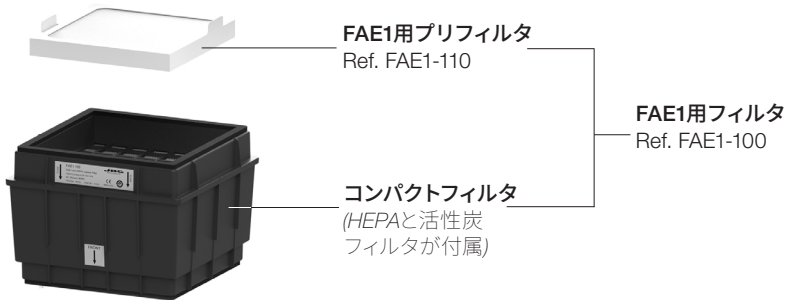 FAE1用プリフィルタ
Ref. FAE1-110
FAE1用フィルタ
Ref. FAE1-100
コンパクトフィルタ
(HEPAと活性炭
フィルタが付属)
JBC
FRONT